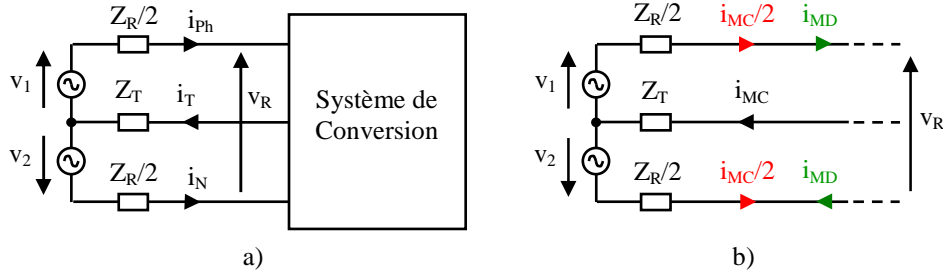 Z_R/2 i_Ph
v_1
Z_T i_T
v_R
Système de
Conversion
v_2
Z_R/2 i_N
a)
Z_R/2 i_MC/2 i_MD
v_1
Z_T i_MC
v_R
v_2
Z_R/2 i_MC/2 i_MD
b)